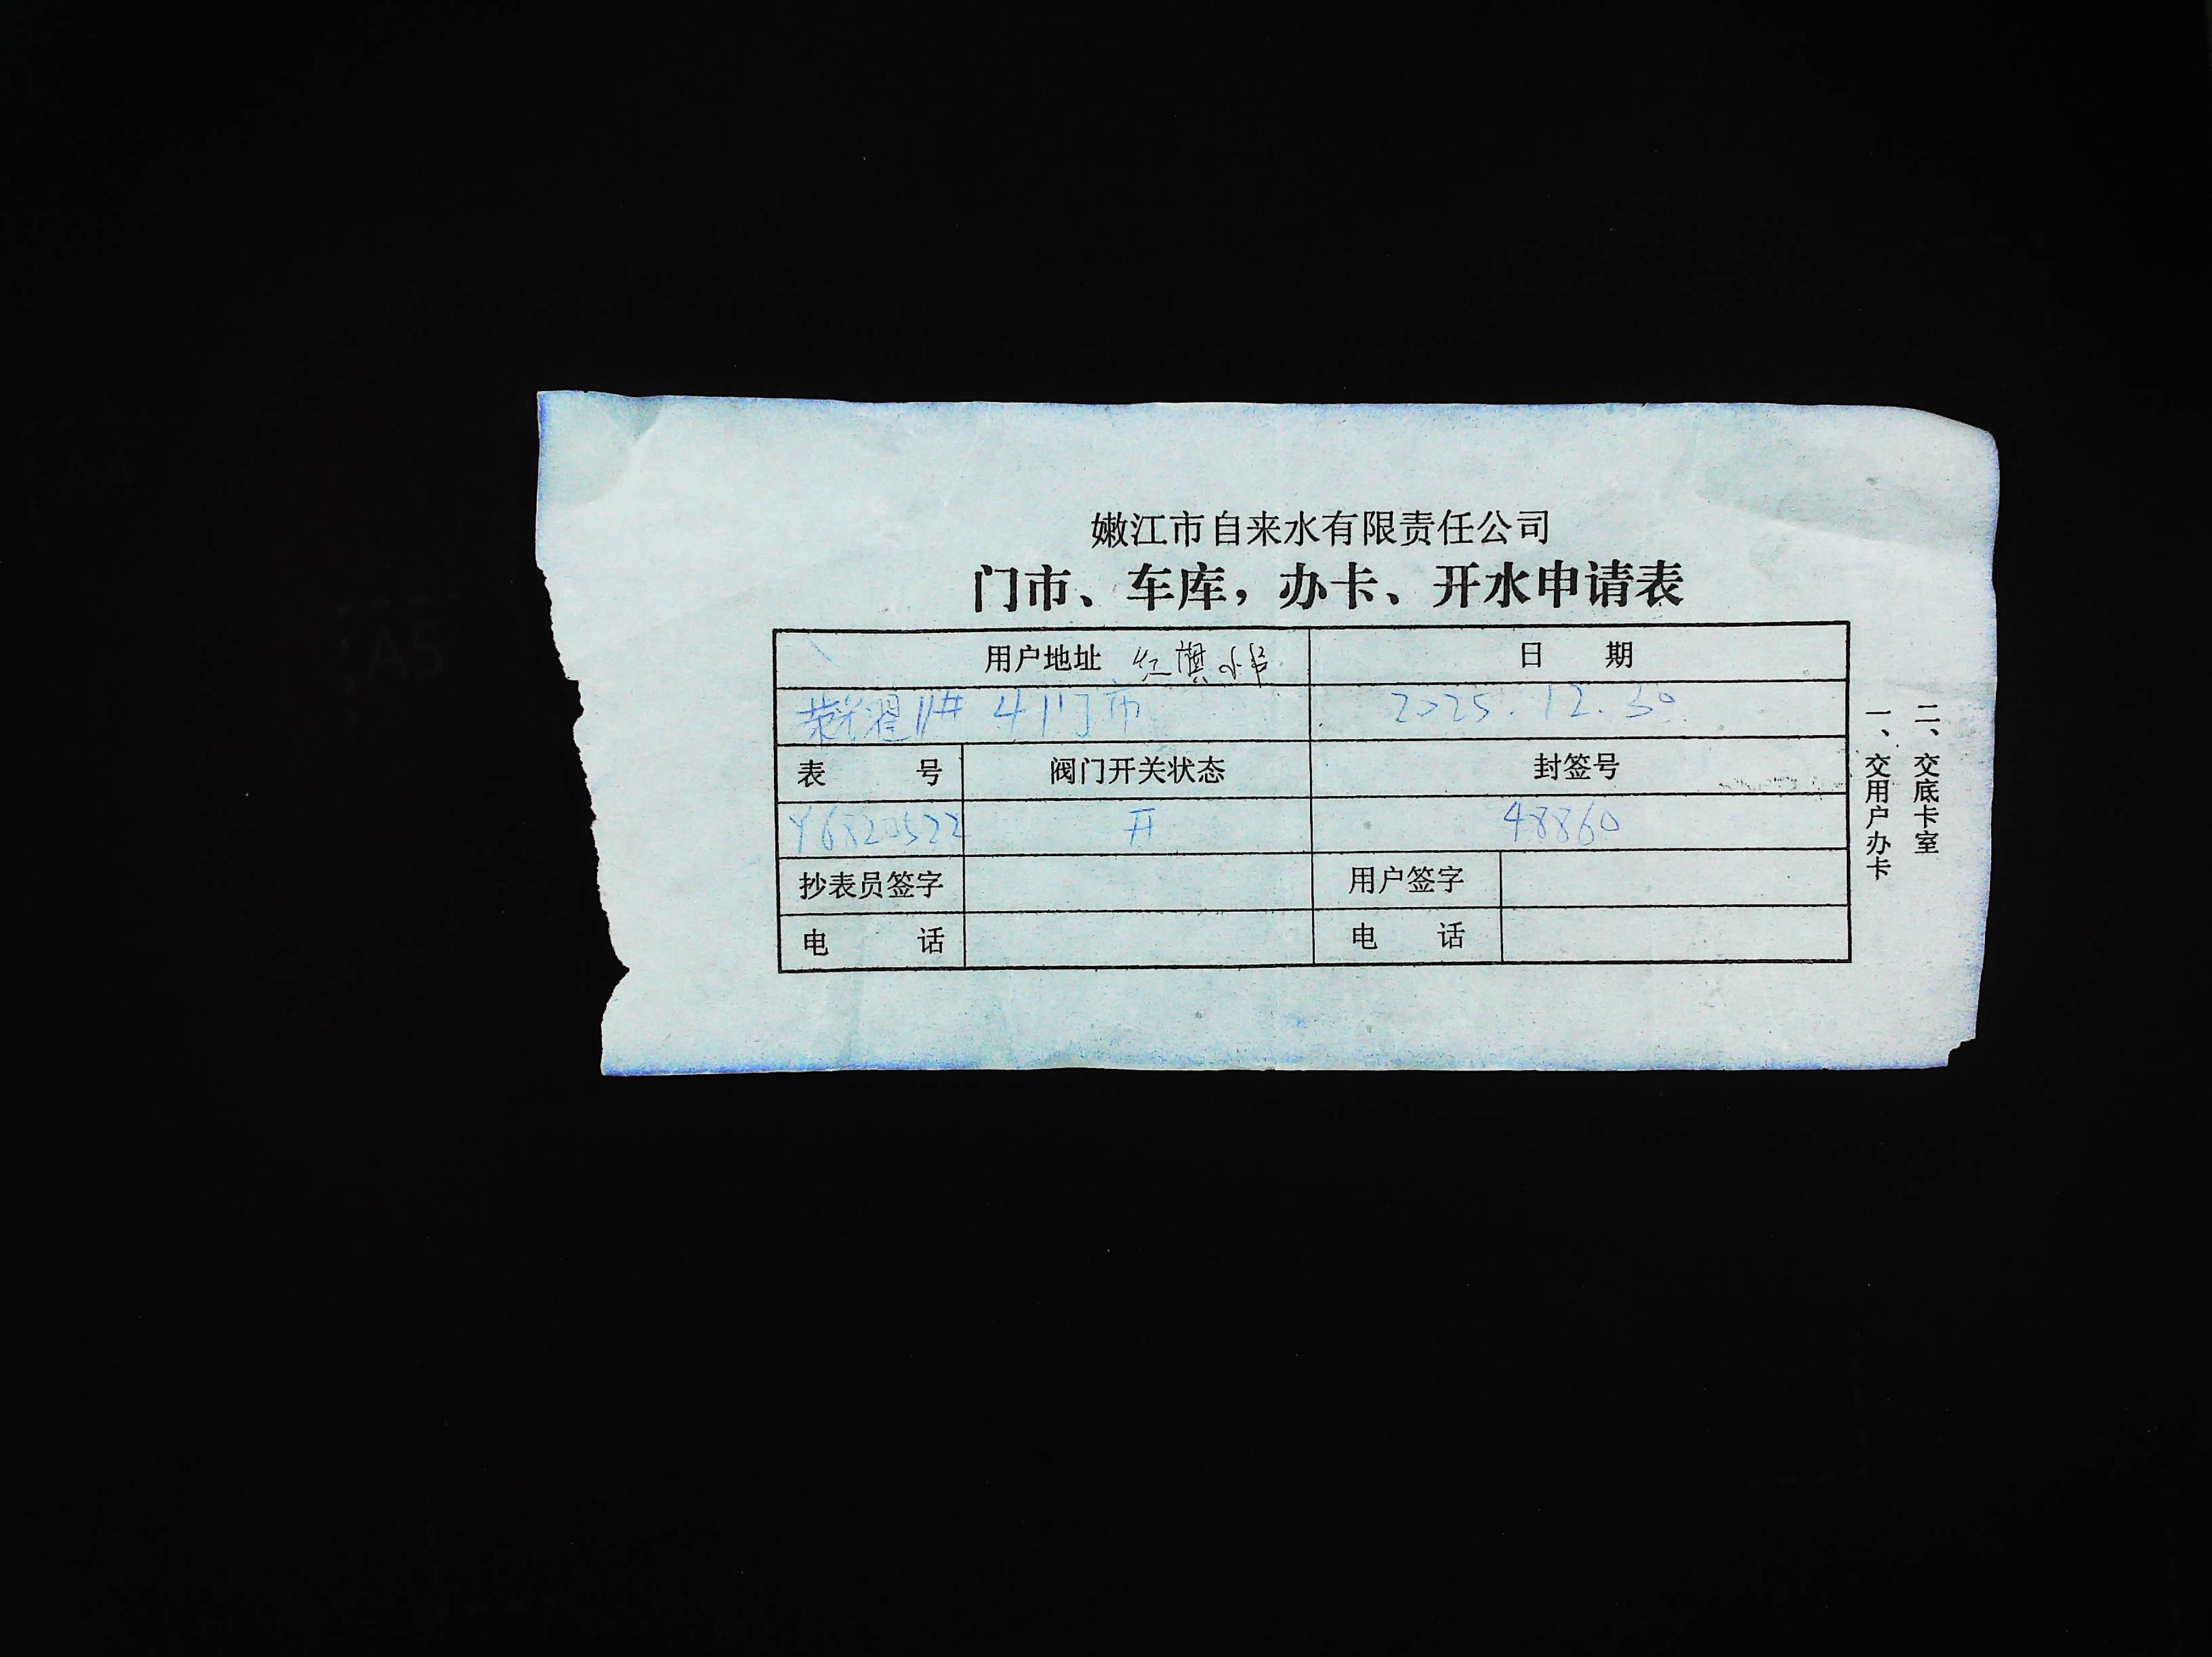 嫩江市自来水有限责任公司
门市、车库，办卡、开水申请表
用户地址 红旗小 日 期
11# 4门市 2025.12.30
表 号 阀门开关状态 封签号
Y6820522 开 48860
抄表员签字 用户签字
电 话 电 话
一、交用户办卡
二、交底卡室
A5